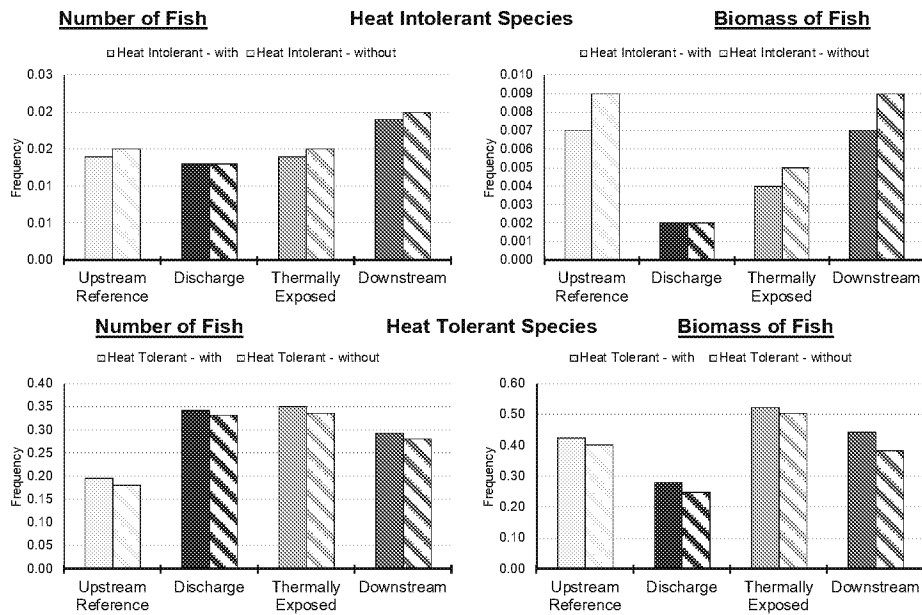 Number of Fish Heat Intolerant Species Biomass of Fish
Heat Intolerant - with Heat Intolerant - without
0.03
0.02
0.02
0.01
0.01
0.00
Frequency
Upstream Reference Discharge Thermally Exposed Downstream
Heat Intolerant - with Heat Intolerant - without
0.010
0.009
0.008
0.007
0.006
0.005
0.004
0.003
0.002
0.001
0.000
Frequency
Upstream Reference Discharge Thermally Exposed Downstream
Number of Fish Heat Tolerant Species Biomass of Fish
Heat Tolerant - with Heat Tolerant - without
0.40
0.35
0.30
0.25
0.20
0.15
0.10
0.05
0.00
Frequency
Upstream Reference Discharge Thermally Exposed Downstream
Heat Tolerant - with Heat Tolerant - without
0.60
0.50
0.40
0.30
0.20
0.10
0.00
Frequency
Upstream Reference Discharge Thermally Exposed Downstream